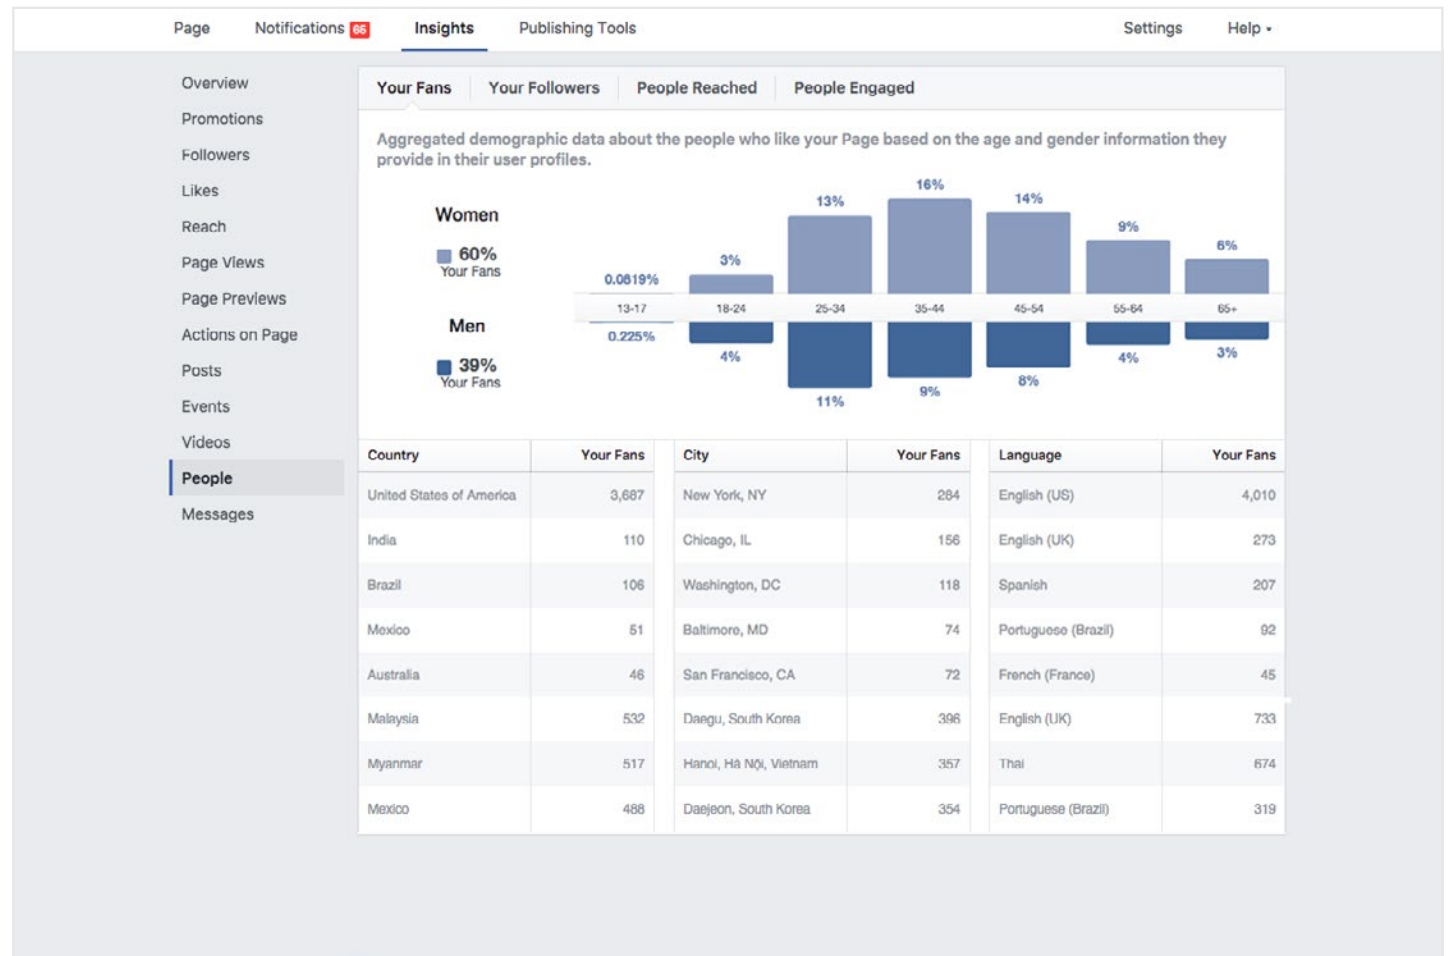 Page Notifications 65 Insights Publishing Tools Settings Help
Overview
Promotions
Followers
Likes
Reach
Page Views
Page Previews
Actions on Page
Posts
Events
Videos
People
Messages
Your Fans Your Followers People Reached People Engaged
Aggregated demographic data about the people who like your Page based on the age and gender information they
provide in their user profiles.
Women
60%
Your Fans
0.0819% 3% 13% 16% 14% 9% 6%
13-17 18-24 25-34 35-44 45-54 55-64 65+
Men
39%
Your Fans
0.225% 4% 11% 9% 8% 4% 3%
Country Your Fans City Your Fans Language Your Fans
United States of America 3,687 New York, NY 284 English (US) 4,010
India 110 Chicago, IL 156 English (UK) 273
Brazil 106 Washington, DC 118 Spanish 207
Mexico 51 Baltimore, MD 74 Portuguese (Brazil) 92
Australia 46 San Francisco, CA 72 French (France) 45
Malaysia 532 Daegu, South Korea 396 English (UK) 733
Myanmar 517 Hanoi, Hà Nội, Vietnam 357 Thai 674
Mexico 488 Daejeon, South Korea 354 Portuguese (Brazil) 319